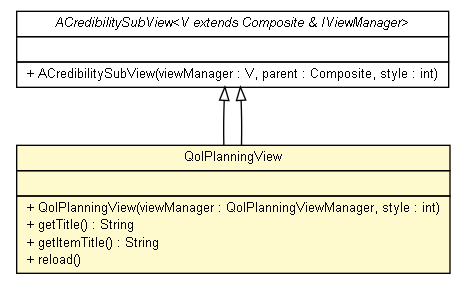 ACredibilitySubView<V extends Composite & IViewManager>
+ ACredibilitySubView(viewManager : V, parent : Composite, style : int)
QoIPlanningView
+ QoIPlanningView(viewManager : QoIPlanningViewManager, style : int)
+ getTitle() : String
+ getItemTitle() : String
+ reload()